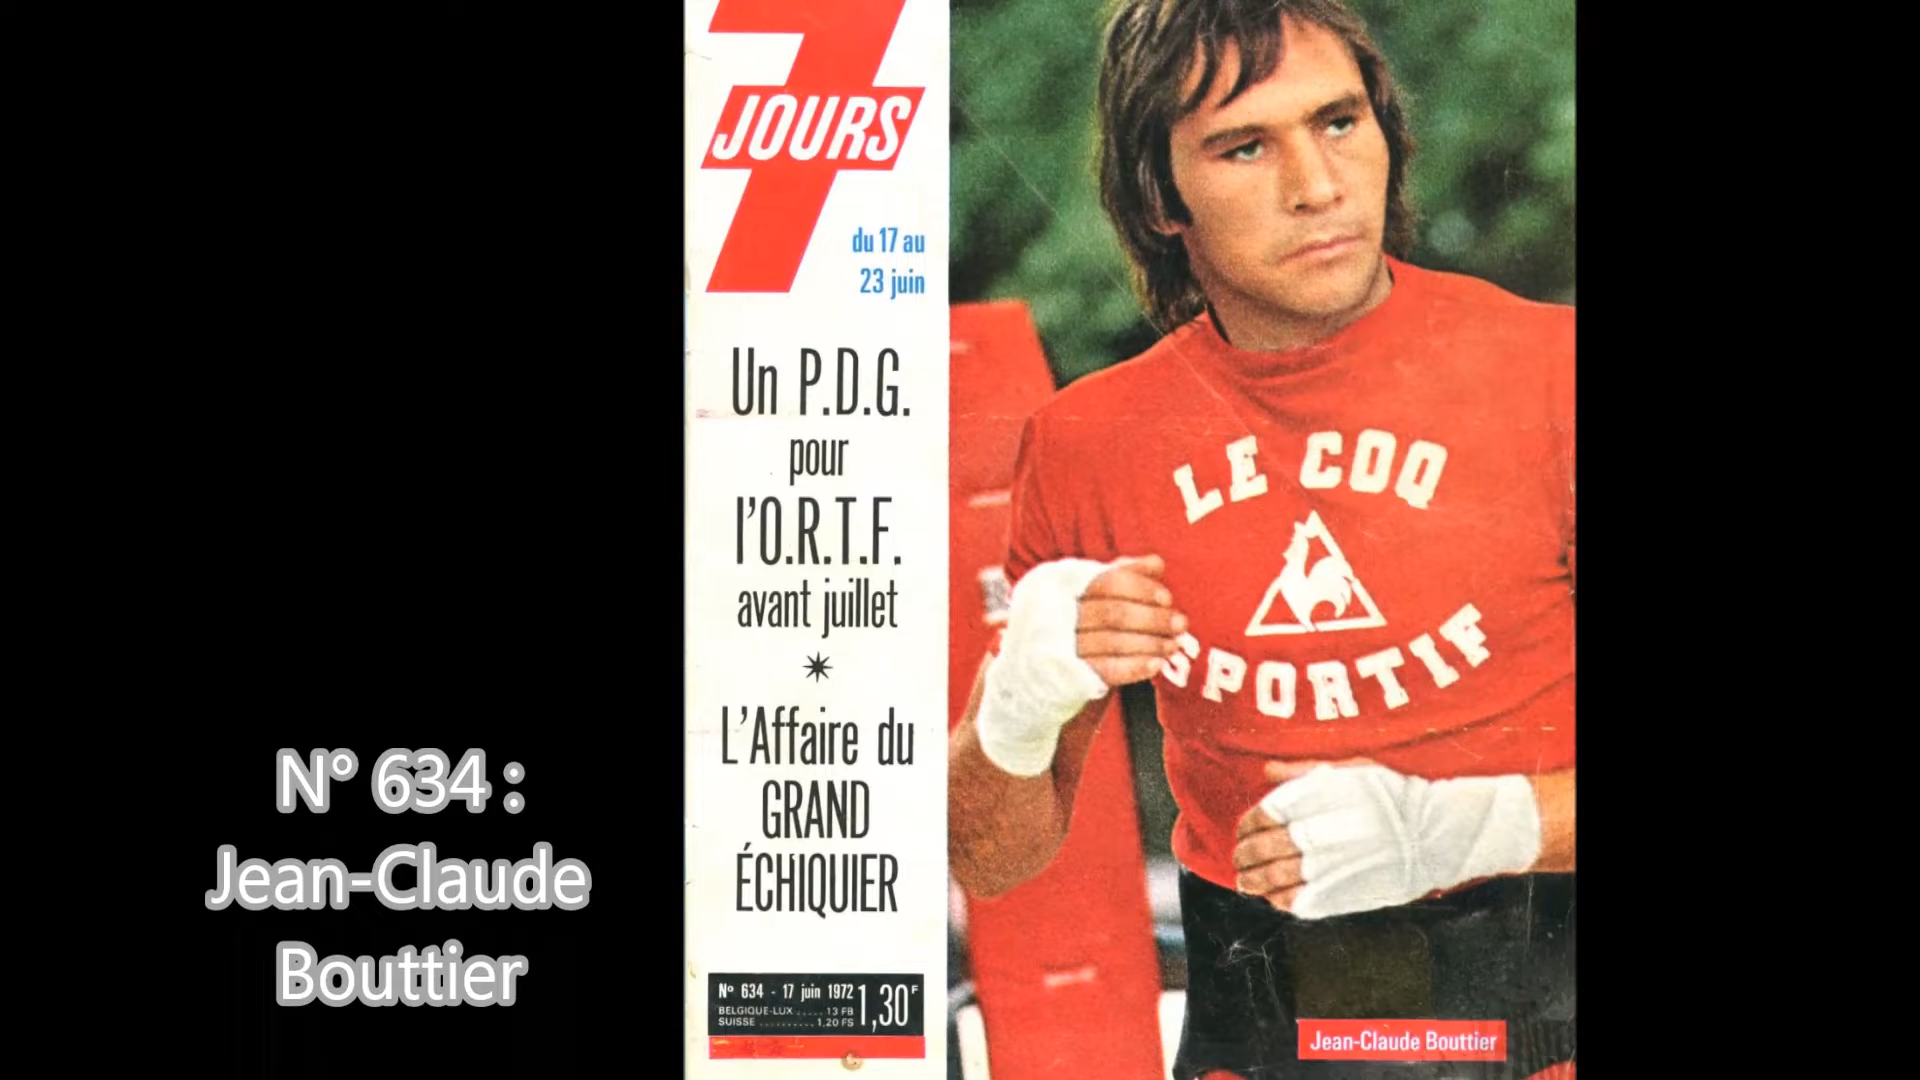 7
JOURS
du 17 au
23 juin
Un P.D.G.
pour
l'O.R.T.F.
avant juillet
L'Affaire du
GRAND
ÉCHIQUIER
N° 634 - 17 juin 1972
BELGIQUE-LUX ..... 13 FB
SUISSE .......... 1,20 FS
1,30F
LE COQ
SPORTIF
Jean-Claude Bouttier
N° 634 :
Jean-Claude
Bouttier